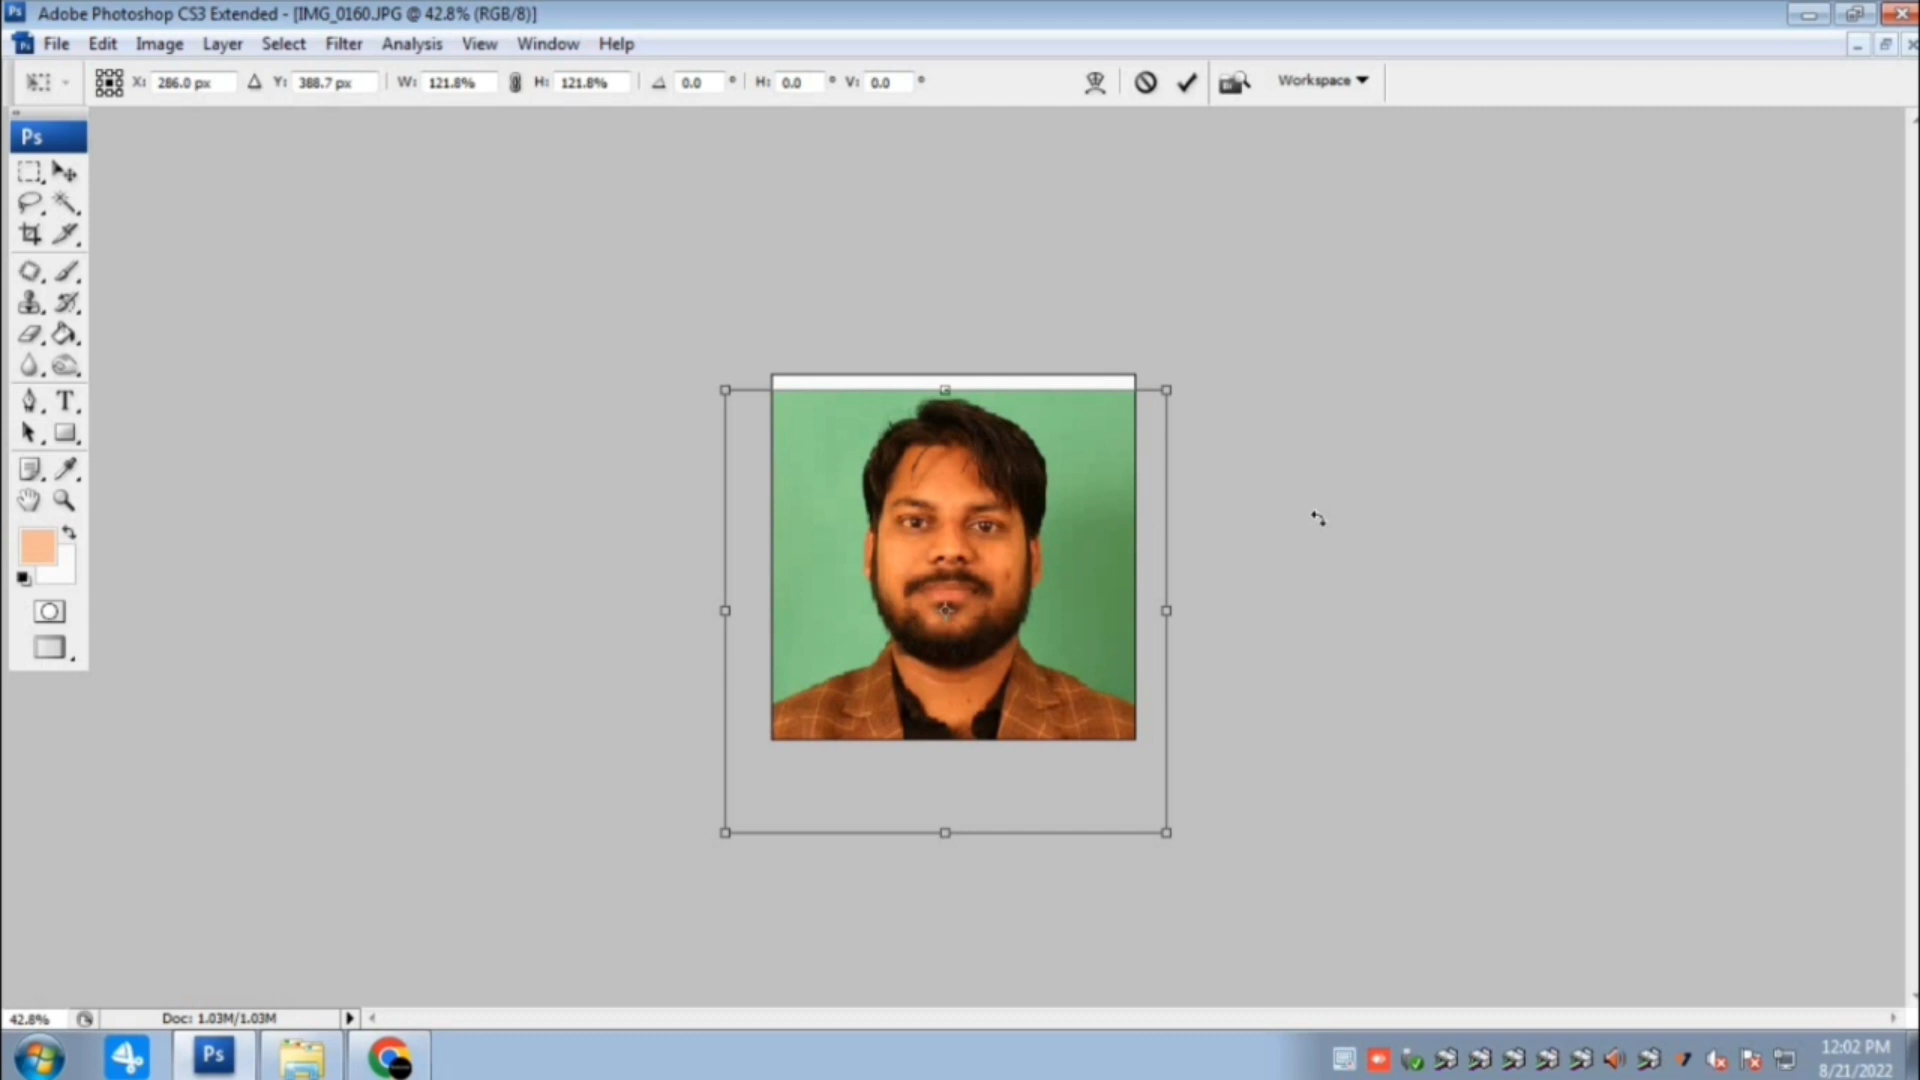 Ps Adobe Photoshop CS3 Extended - [IMG_0160.JPG @ 42.8% (RGB/8)]
Ps File Edit Image Layer Select Filter Analysis View Window Help
X: 286.0 px Y: 388.7 px W: 121.8% H: 121.8% 0.0 ° H: 0.0 ° V: 0.0 ° Workspace
Ps
T
42.8% Doc: 1.03M/1.03M
Ps 12:02 PM
8/21/2022